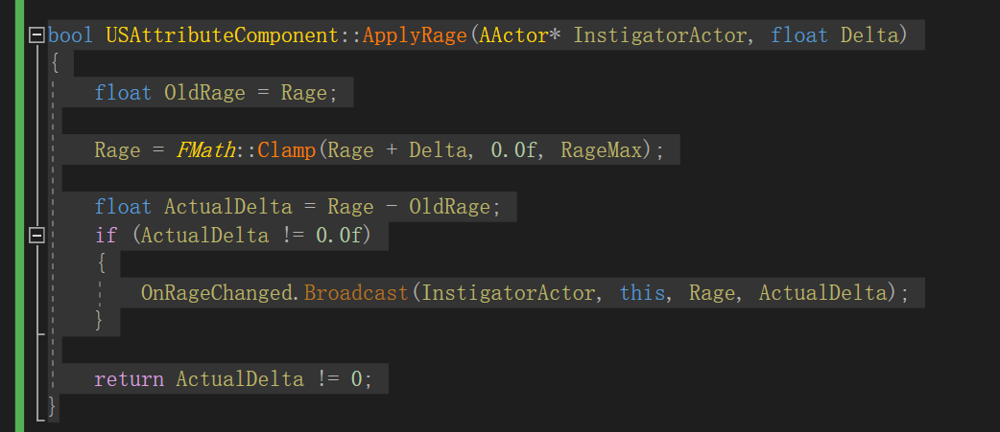 bool USAttributeComponent::ApplyRage(AActor* InstigatorActor, float Delta)
{
    float OldRage = Rage;
    Rage = FMath::Clamp(Rage + Delta, 0.0f, RageMax);
    float ActualDelta = Rage - OldRage;
    if (ActualDelta != 0.0f)
    {
        OnRageChanged.Broadcast(InstigatorActor, this, Rage, ActualDelta);
    }
    return ActualDelta != 0;
}